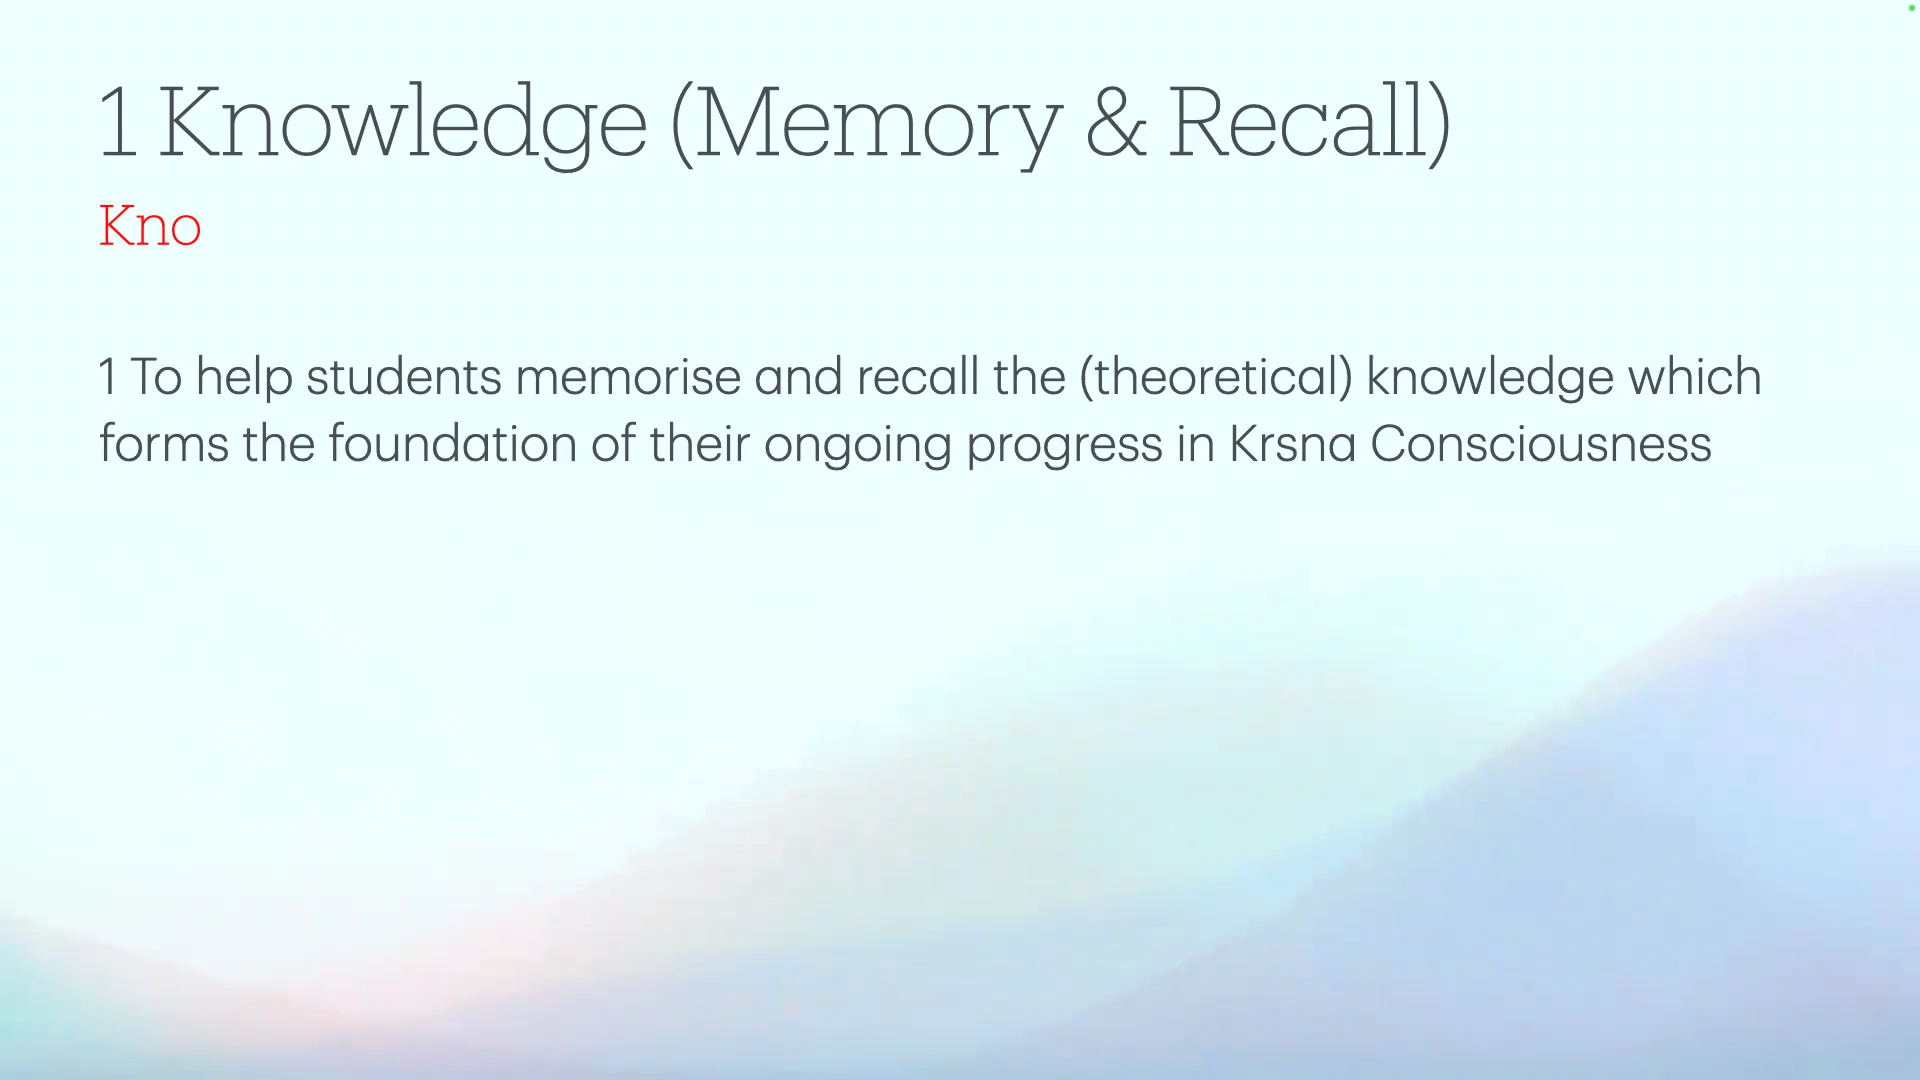 1 Knowledge (Memory & Recall)
Kno
1 To help students memorise and recall the (theoretical) knowledge which
forms the foundation of their ongoing progress in Krsna Consciousness